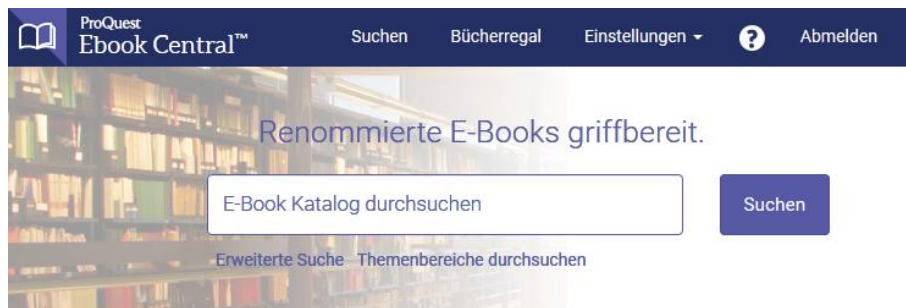 ProQuest
Ebook Central™
Suchen Bücherregal Einstellungen ? Abmelden
Renommierte E-Books griffbereit.
E-Book Katalog durchsuchen Suchen
Erweiterte Suche Themenbereiche durchsuchen